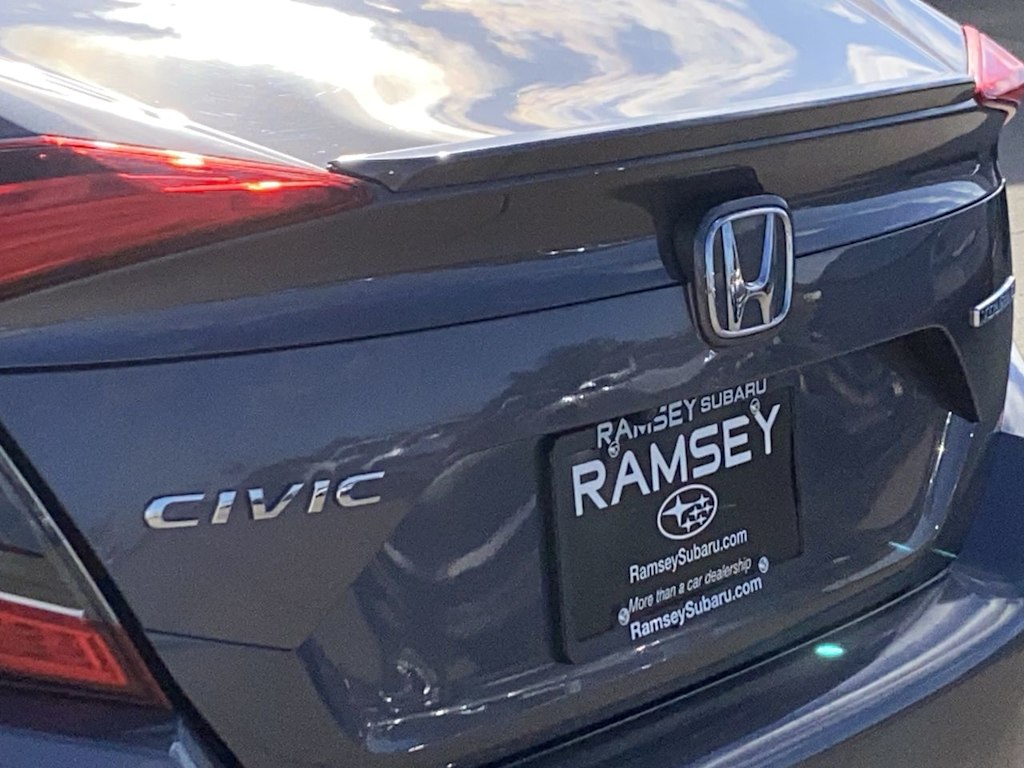 CIVIC
RAMSEY SUBARU
RAMSEY
RamseySubaru.com
More than a car dealership
RamseySubaru.com